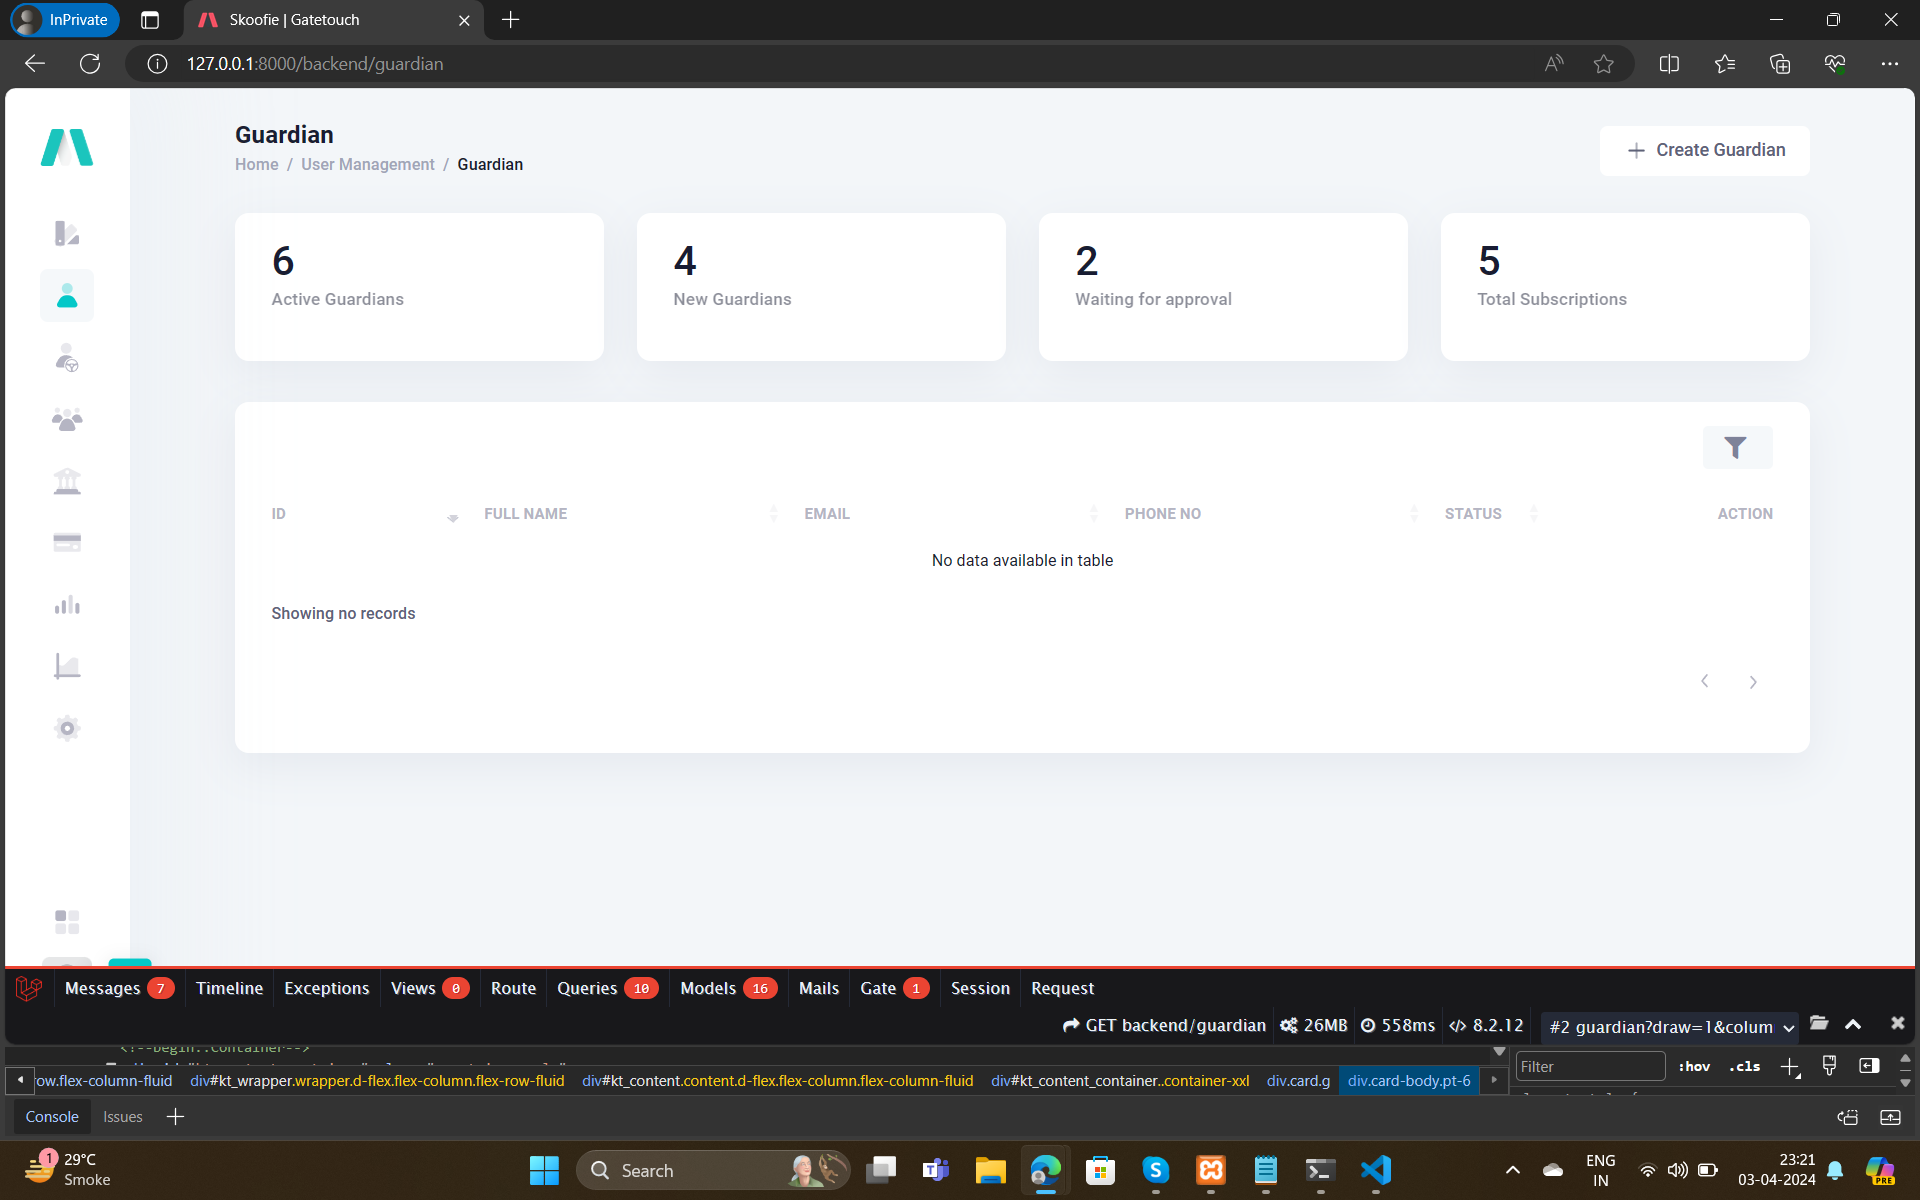 InPrivate
Skoofie | Gatetouch
127.0.0.1:8000/backend/guardian
Guardian
Home / User Management / Guardian
+ Create Guardian
6
Active Guardians
4
New Guardians
2
Waiting for approval
5
Total Subscriptions
ID FULL NAME EMAIL PHONE NO STATUS ACTION
No data available in table
Showing no records
Messages 7 Timeline Exceptions Views 0 Route Queries 10 Models 16 Mails Gate 1 Session Request
GET backend/guardian 26MB 558ms 8.2.12 #2 guardian?draw=1&colum
<!--begin::Container-->
Filter :hov .cls
row.flex-column-fluid div#kt_wrapper.wrapper.d-flex.flex-column.flex-row-fluid div#kt_content.content.d-flex.flex-column.flex-column-fluid div#kt_content_container..container-xxl div.card.g div.card-body.pt-6
Console Issues
1
29°C
Smoke
Search
ENG
IN
23:21
03-04-2024
PRE